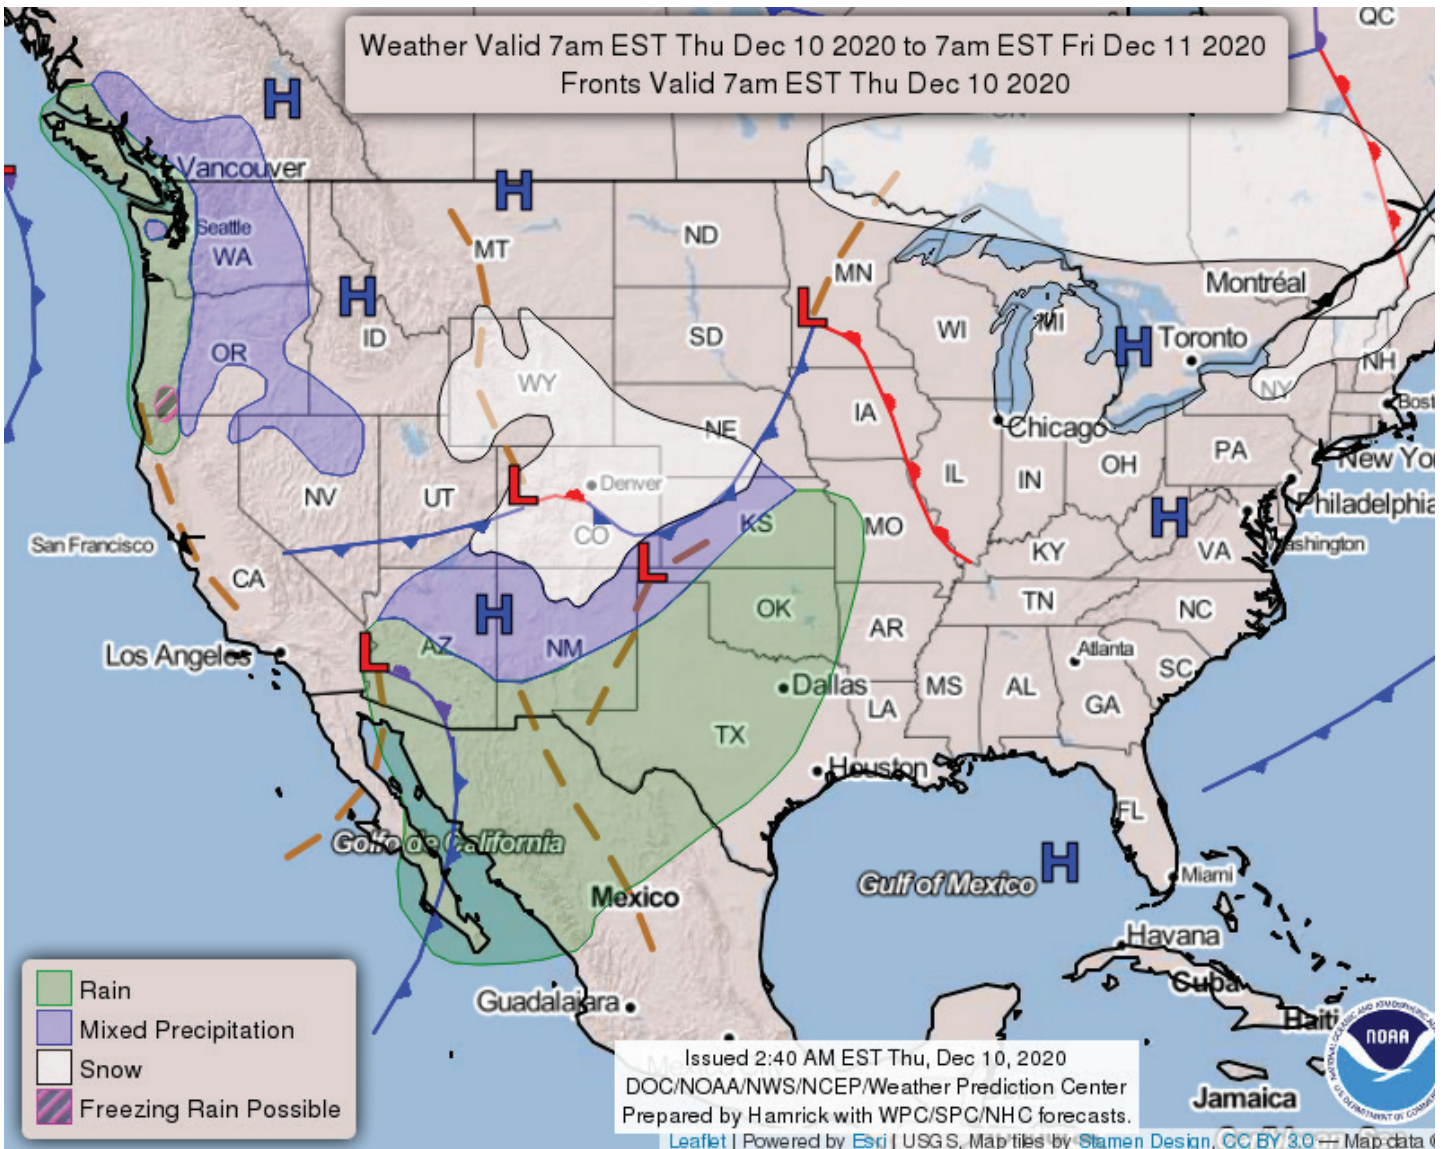 QC
Weather Valid 7am EST Thu Dec 10 2020 to 7am EST Fri Dec 11 2020
Fronts Valid 7am EST Thu Dec 10 2020
H
ON
Vancouver
H
Seattle
WA
MT
ND
MN
Montréal
H
L
ID
SD
WI
MI
H
Toronto
OR
WY
NH
NY
IA
NE
Bost
Chicago
PA
New Yo
L
Denver
IL
IN
OH
NV
UT
Philadelphia
CO
KS
MO
H
San Francisco
KY
VA
ashington
CA
L
H
OK
TN
NC
AZ
NM
AR
Los Angeles
L
Atlanta
SC
Dallas
MS
AL
GA
LA
TX
Houston
FL
Golfo de California
H
Gulf of Mexico
Miami
Mexico
Havana
Cuba
Rain
Mixed Precipitation
Snow
Freezing Rain Possible
Guadalajara
Haiti
NOAA
Issued 2:40 AM EST Thu, Dec 10, 2020
DOC/NOAA/NWS/NCEP/Weather Prediction Center
Prepared by Hamrick with WPC/SPC/NHC forecasts.
Jamaica
Leaflet | Powered by Esri | USGS, Map tiles by Stamen Design, CC BY 3.0 — Map data ©